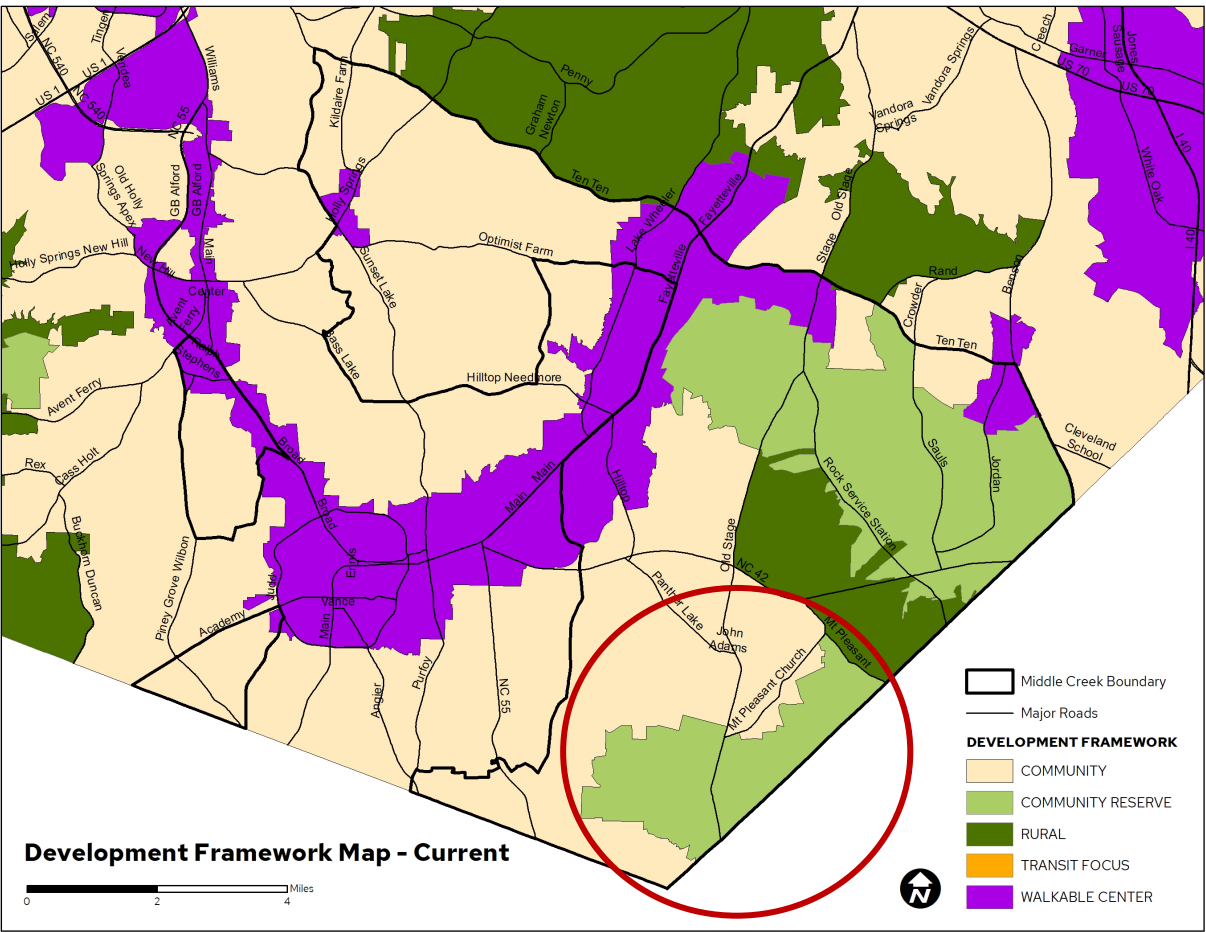 Salem
Tingen
NC 540
US 1
US 1
Vandea
Williams
NC 540
NC 55
Kildaire Farm
Penny
Graham
Newton
Vandora Springs
Vandora
Springs
Creech
Garner
US 70
US 70
Jones
Sausage
I 40
White Oak
I 40
Old Holly
Springs Apex
GB Alford
GB Alford
Holly Springs
Ten Ten
Lake Wheeler
Fayetteville
Old Stage
Stage
Holly Springs New Hill
New Hill
Main
Optimist Farm
Sunset Lake
Fayetteville
Rand
Benson
Crowder
Center
Avent
Ferry
Ralph
Stephens
Bass Lake
Hilltop Needmore
Ten Ten
Avent Ferry
Cass Holt
Rex
Broad
Broad
Main
Main
Hilltop
Rock Service Station
Sauls
Jordan
Cleveland
School
Buckhorn Duncan
Piney Grove Wilbon
Ennis
Judd
Vance
Academy
Main
Angier
Purfoy
NC 55
Old Stage
NC 42
Panther Lake
John
Adams
Mt Pleasant
Mt Pleasant Church
N
Middle Creek Boundary
Major Roads
DEVELOPMENT FRAMEWORK
COMMUNITY
COMMUNITY RESERVE
RURAL
TRANSIT FOCUS
WALKABLE CENTER
Development Framework Map - Current
Miles
0 2 4